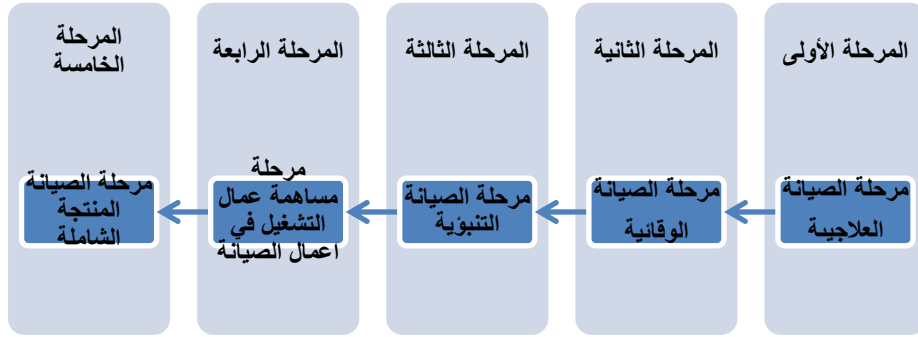 المرحلة الأولى
مرحلة الصيانة
العلاجية
المرحلة الثانية
مرحلة الصيانة
الوقائية
المرحلة الثالثة
مرحلة الصيانة
التنبؤية
المرحلة الرابعة
مرحلة
مساهمة عمال
التشغيل في
اعمال الصيانة
المرحلة
الخامسة
مرحلة الصيانة
المنتجة
الشاملة